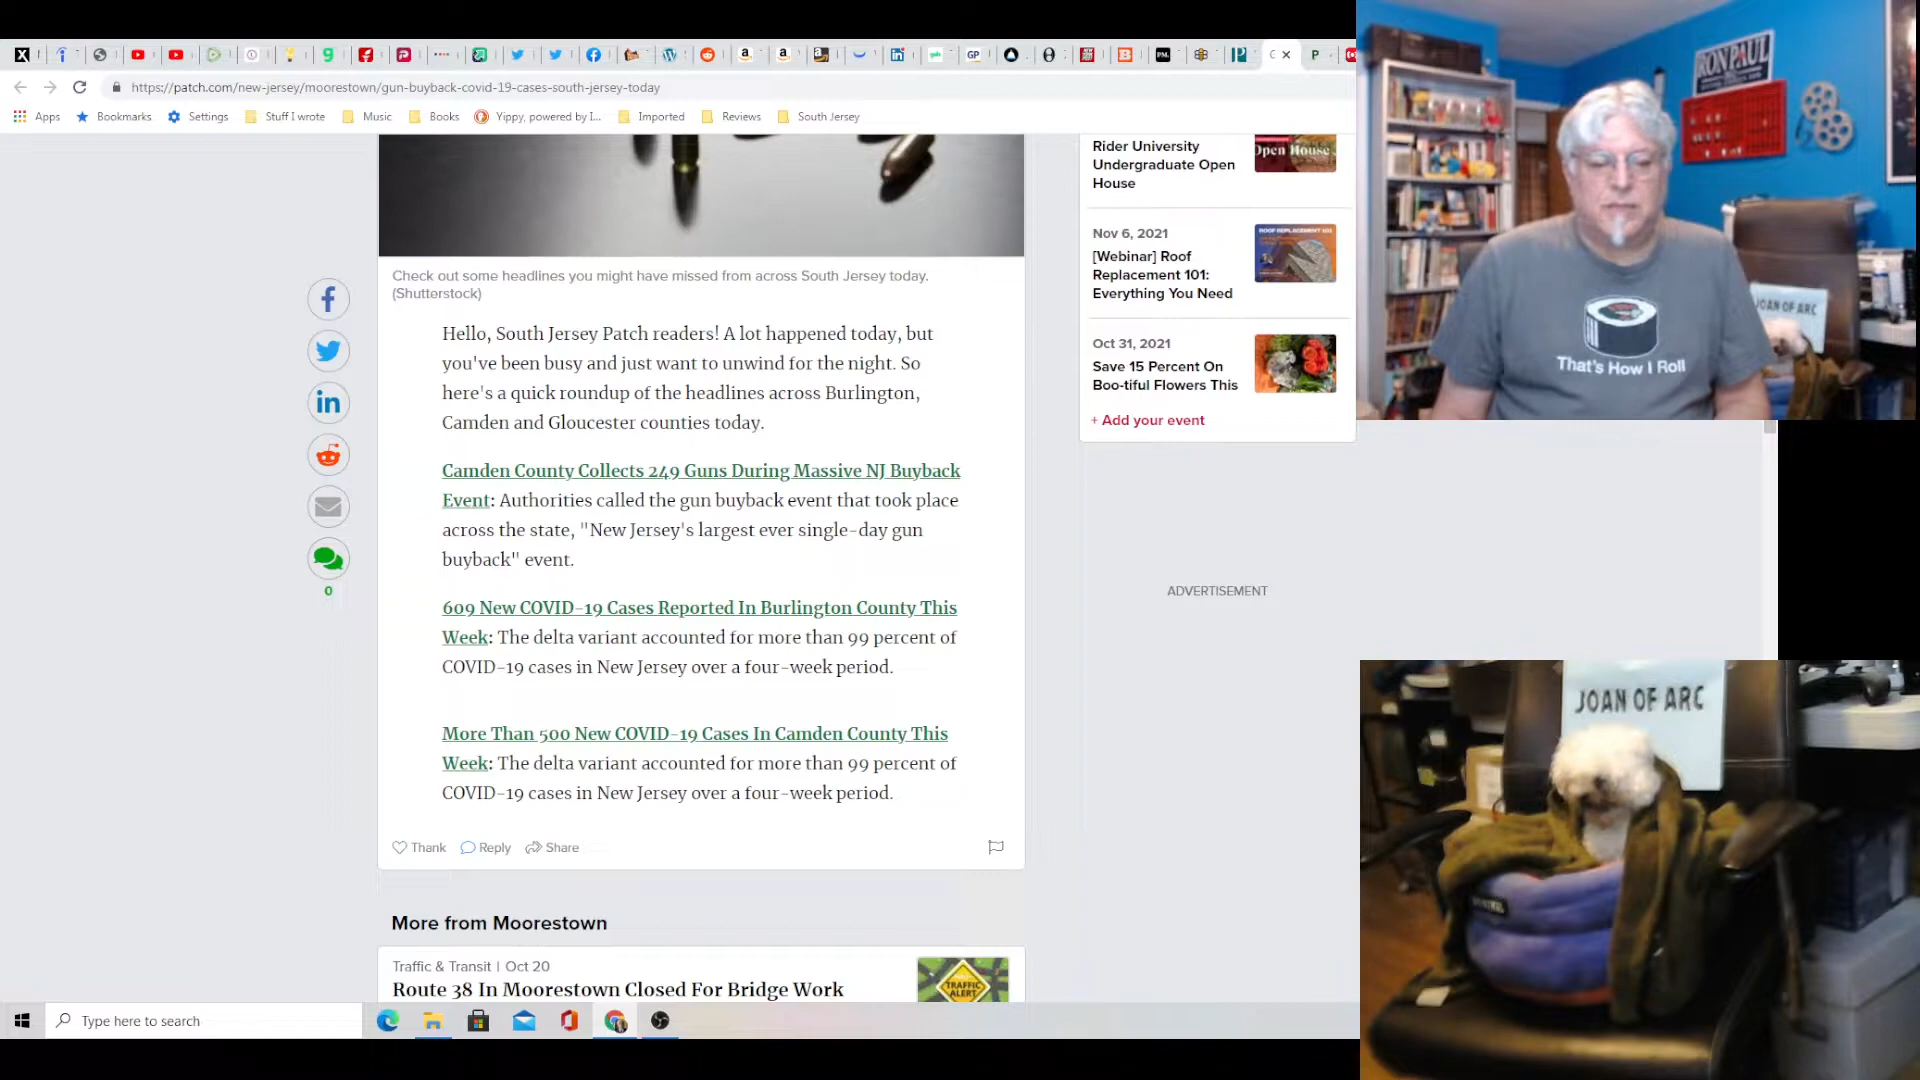 https://patch.com/new-jersey/moorestown/gun-buyback-covid-19-cases-south-jersey-today
Apps
Bookmarks
Settings
Stuff I wrote
Music
Books
Yippy, powered by I...
Imported
Reviews
South Jersey
Rider University
Undergraduate Open
House
Open House
Nov 6, 2021
[Webinar] Roof
Replacement 101:
Everything You Need
ROOF REPLACEMENT 101
Oct 31, 2021
Save 15 Percent On
Boo-tiful Flowers This
+ Add your event
ADVERTISEMENT
Check out some headlines you might have missed from across South Jersey today.
(Shutterstock)
Hello, South Jersey Patch readers! A lot happened today, but
you've been busy and just want to unwind for the night. So
here's a quick roundup of the headlines across Burlington,
Camden and Gloucester counties today.
Camden County Collects 249 Guns During Massive NJ Buyback
Event: Authorities called the gun buyback event that took place
across the state, "New Jersey's largest ever single-day gun
buyback" event.
609 New COVID-19 Cases Reported In Burlington County This
Week: The delta variant accounted for more than 99 percent of
COVID-19 cases in New Jersey over a four-week period.
More Than 500 New COVID-19 Cases In Camden County This
Week: The delta variant accounted for more than 99 percent of
COVID-19 cases in New Jersey over a four-week period.
0
Thank
Reply
Share
More from Moorestown
Traffic & Transit | Oct 20
Route 38 In Moorestown Closed For Bridge Work
TRAFFIC
ALERT
Type here to search
RON PAUL
JOAN OF ARC
That's How I Roll
JOAN OF ARC